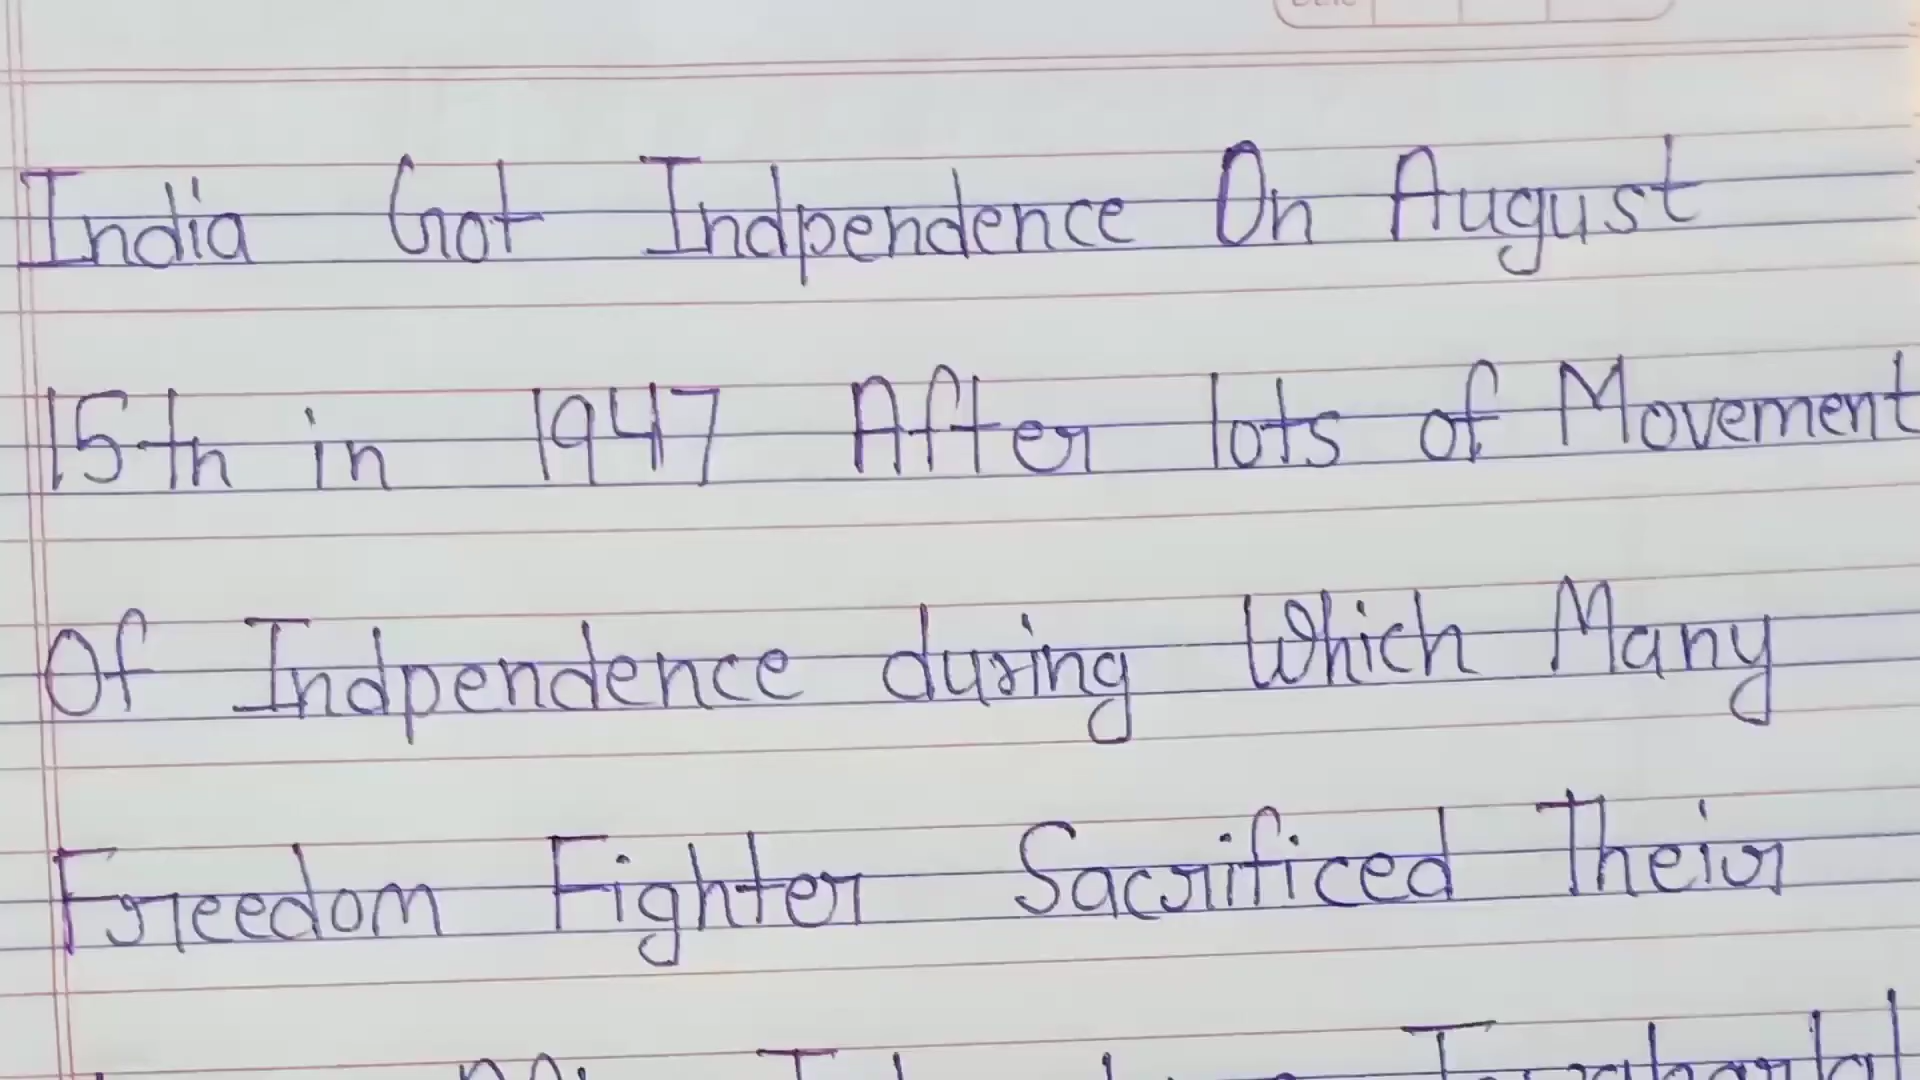 India Got Indpendence On August
15th in 1947 After lots of Movement
Of Indpendence during Which Many
Freedom Fighter Sacrificed Their